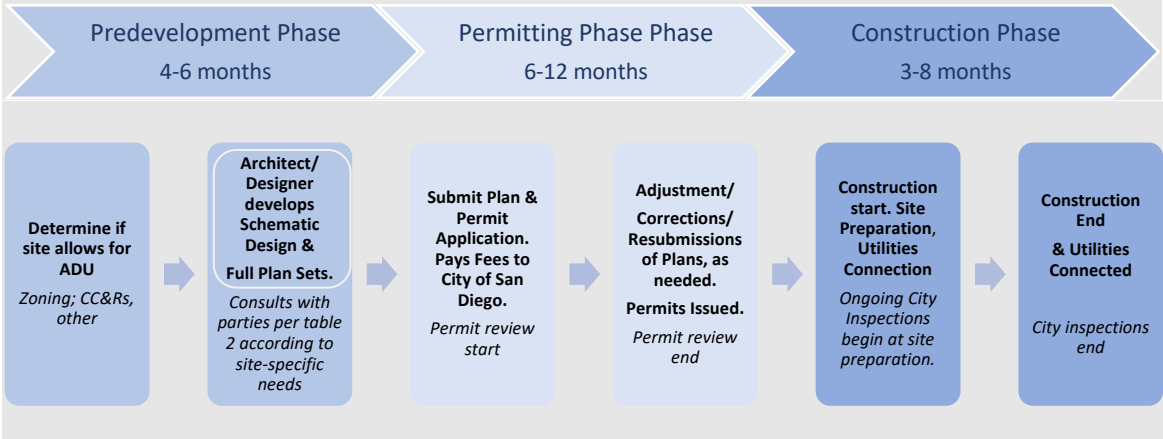 Predevelopment Phase
4-6 months
Permitting Phase Phase
6-12 months
Construction Phase
3-8 months
Determine if
site allows for
ADU
Zoning; CC&Rs,
other
Architect/
Designer
develops
Schematic
Design &
Full Plan Sets.
Consults with
parties per table
2 according to
site-specific
needs
Submit Plan &
Permit
Application.
Pays Fees to
City of San
Diego.
Permit review
start
Adjustment/
Corrections/
Resubmissions
of Plans, as
needed.
Permits Issued.
Permit review
end
Construction
start. Site
Preparation,
Utilities
Connection
Ongoing City
Inspections
begin at site
preparation.
Construction
End
& Utilities
Connected
City inspections
end